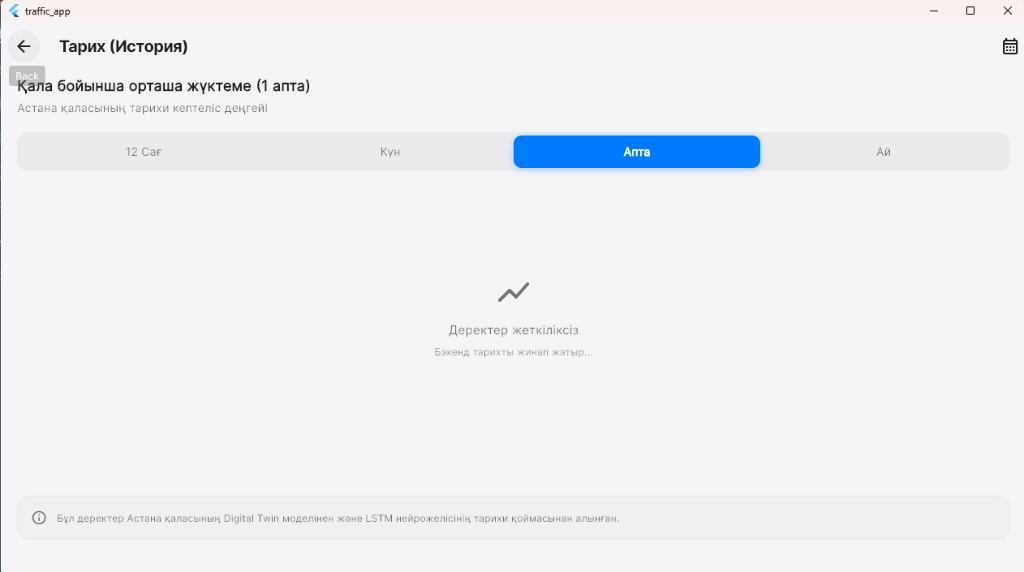 traffic_app
Тарих (История)
Back
Қала бойынша орташа жүктеме (1 апта)
Астана қаласының тарихи кептеліс деңгейі
12 Сағ
Күн
Апта
Ай
Деректер жеткіліксіз
Бэкенд тарихты жинап жатыр...
Бұл деректер Астана қаласының Digital Twin моделінен және LSTM нейрожелісінің тарихи қоймасынан алынған.